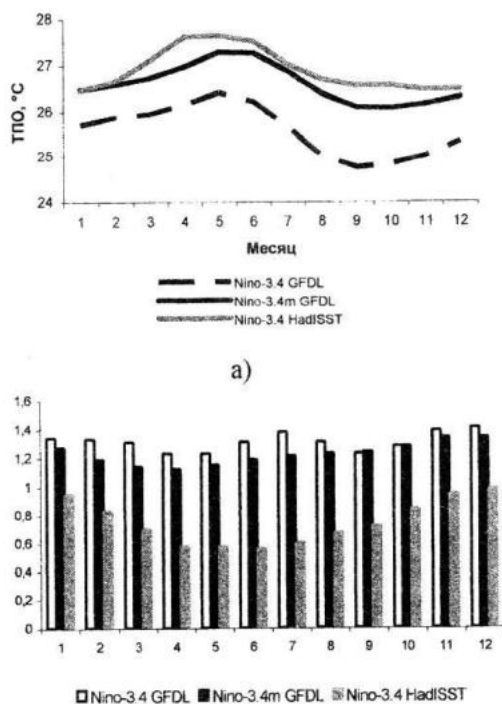 28
27
26
25
24
ТПО, °С
1 2 3 4 5 6 7 8 9 10 11 12
Месяц
Nino-3.4 GFDL
Nino-3.4m GFDL
Nino-3.4 HadISST
а)
1,6
1,4
1,2
1
0,8
0,6
0,4
0,2
0
1 2 3 4 5 6 7 8 9 10 11 12
Nino-3.4 GFDL Nino-3.4m GFDL Nino-3.4 HadISST